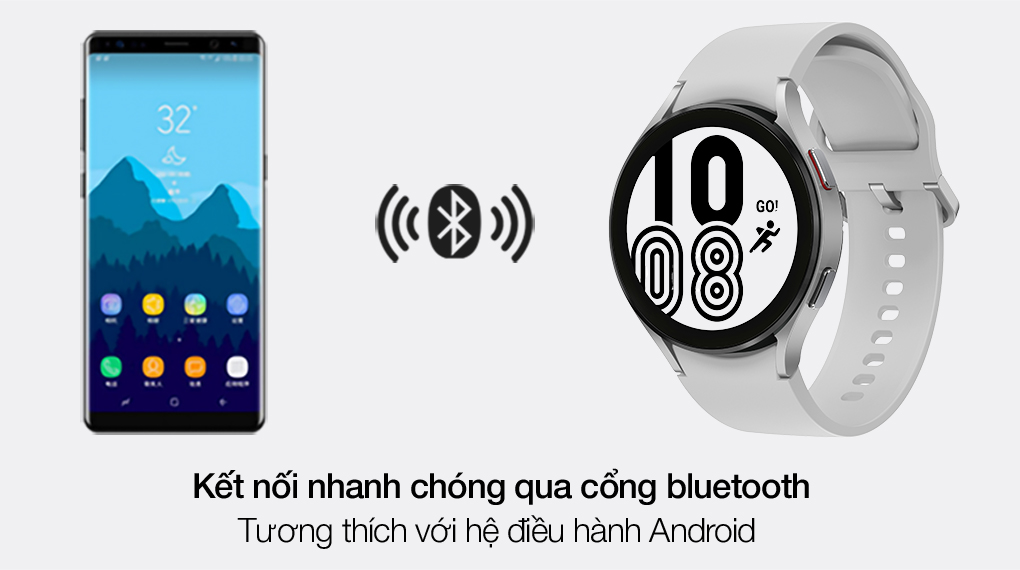 32°
10
08
GO!
Kết nối nhanh chóng qua cổng bluetooth
Tương thích với hệ điều hành Android